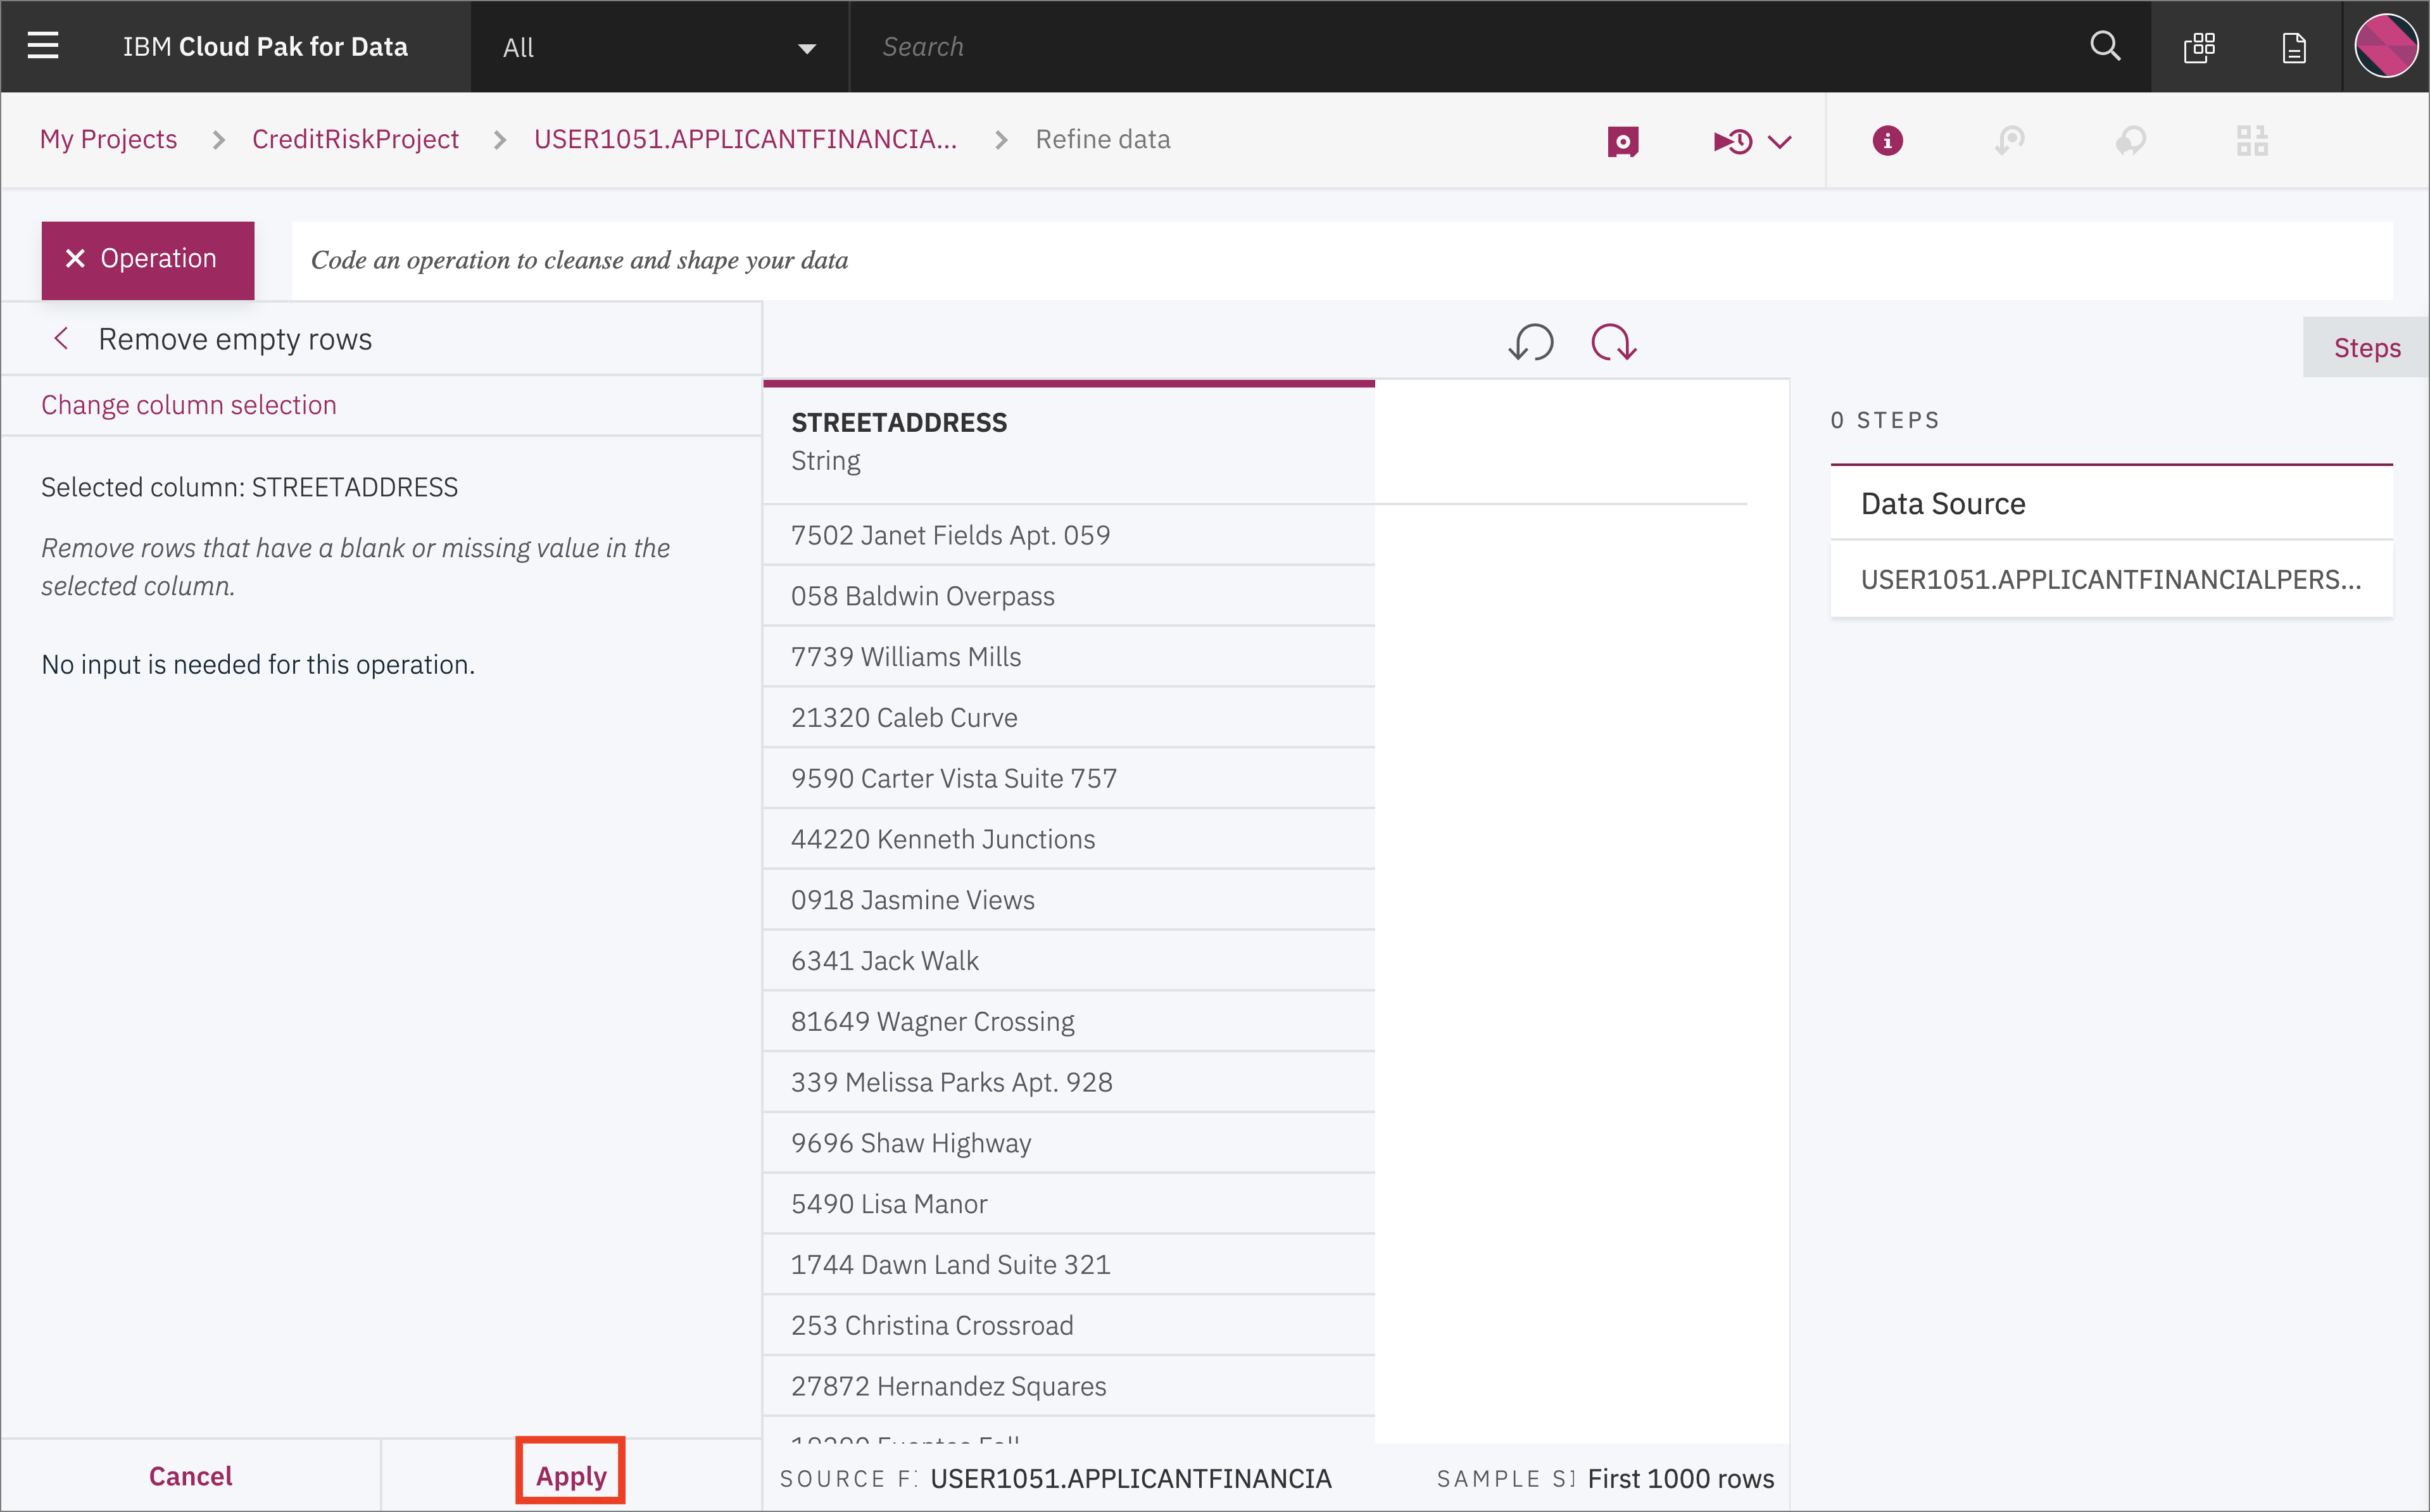 IBM Cloud Pak for Data
All
Search
My Projects
CreditRiskProject
USER1051.APPLICANTFINANCIA...
Refine data
Operation
Code an operation to cleanse and shape your data
Remove empty rows
Steps
Change column selection
Selected column: STREETADDRESS
Remove rows that have a blank or missing value in the
selected column.
No input is needed for this operation.
Cancel
Apply
STREETADDRESS
String
7502 Janet Fields Apt. 059
058 Baldwin Overpass
7739 Williams Mills
21320 Caleb Curve
9590 Carter Vista Suite 757
44220 Kenneth Junctions
0918 Jasmine Views
6341 Jack Walk
81649 Wagner Crossing
339 Melissa Parks Apt. 928
9696 Shaw Highway
5490 Lisa Manor
1744 Dawn Land Suite 321
253 Christina Crossroad
27872 Hernandez Squares
SOURCE F USER1051.APPLICANTFINANCIA
SAMPLE S First 1000 rows
0 STEPS
Data Source
USER1051.APPLICANTFINANCIALPERS...